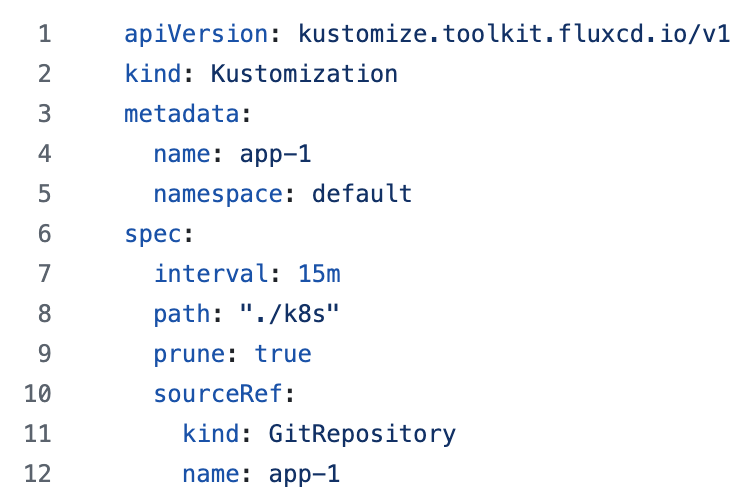 1 apiVersion: kustomize.toolkit.fluxcd.io/v1
2 kind: Kustomization
3 metadata:
4   name: app-1
5   namespace: default
6 spec:
7   interval: 15m
8   path: "./k8s"
9   prune: true
10   sourceRef:
11     kind: GitRepository
12     name: app-1